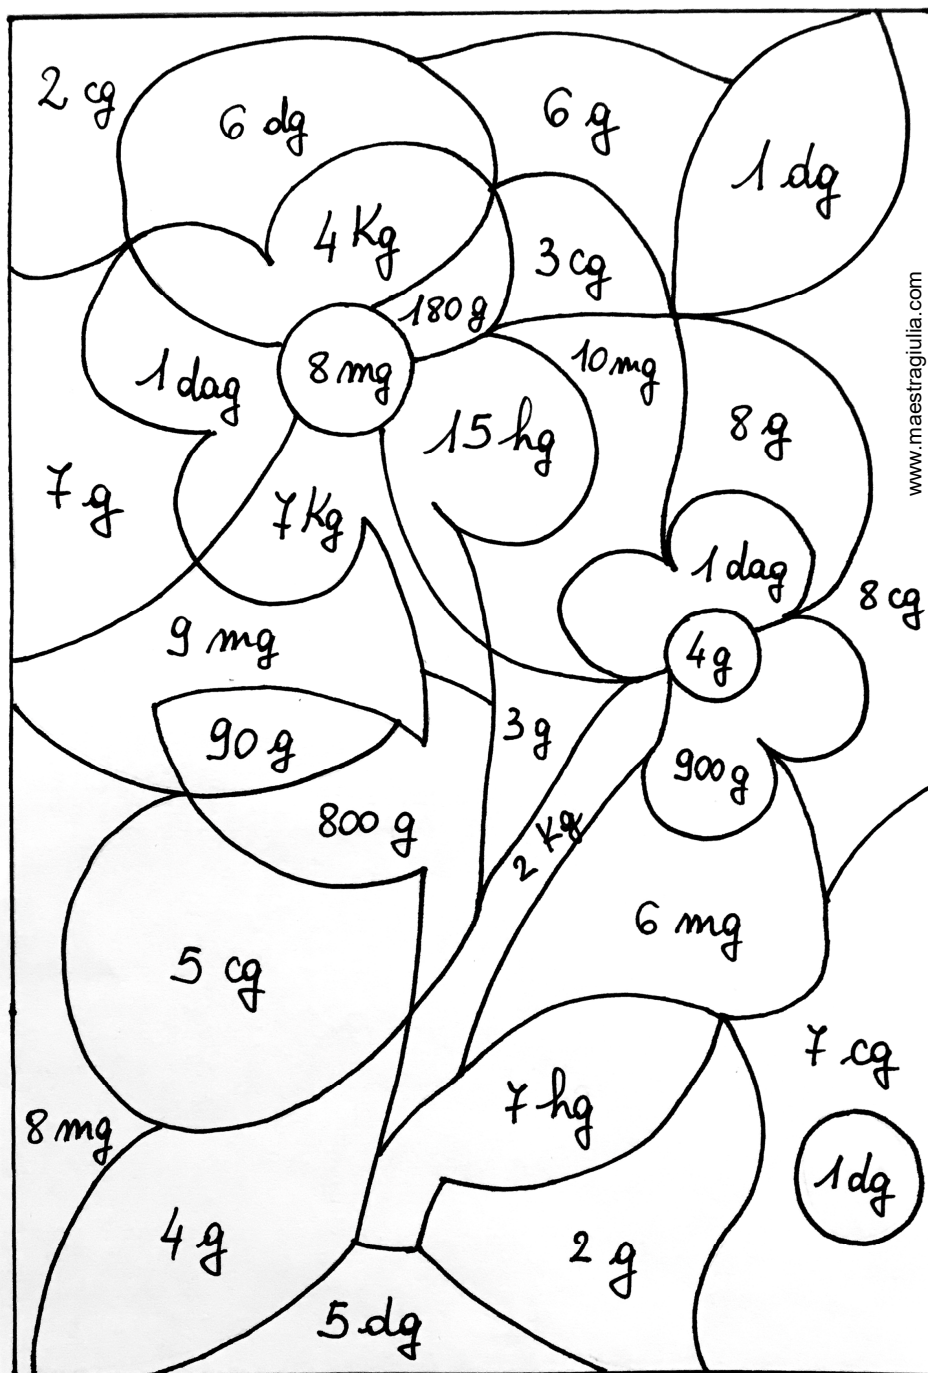 2 cg
6 dg
6 g
1 dg
4 Kg
3 cg
180 g
10 mg
8 mg
1 dag
15 hg
8 g
7 g
7 Kg
1 dag
8 cg
9 mg
4 g
90 g
3 g
900 g
800 g
2 Kg
6 mg
5 cg
7 cg
7 hg
8 mg
1 dg
4 g
2 g
5 dg
www.maestragiulia.com